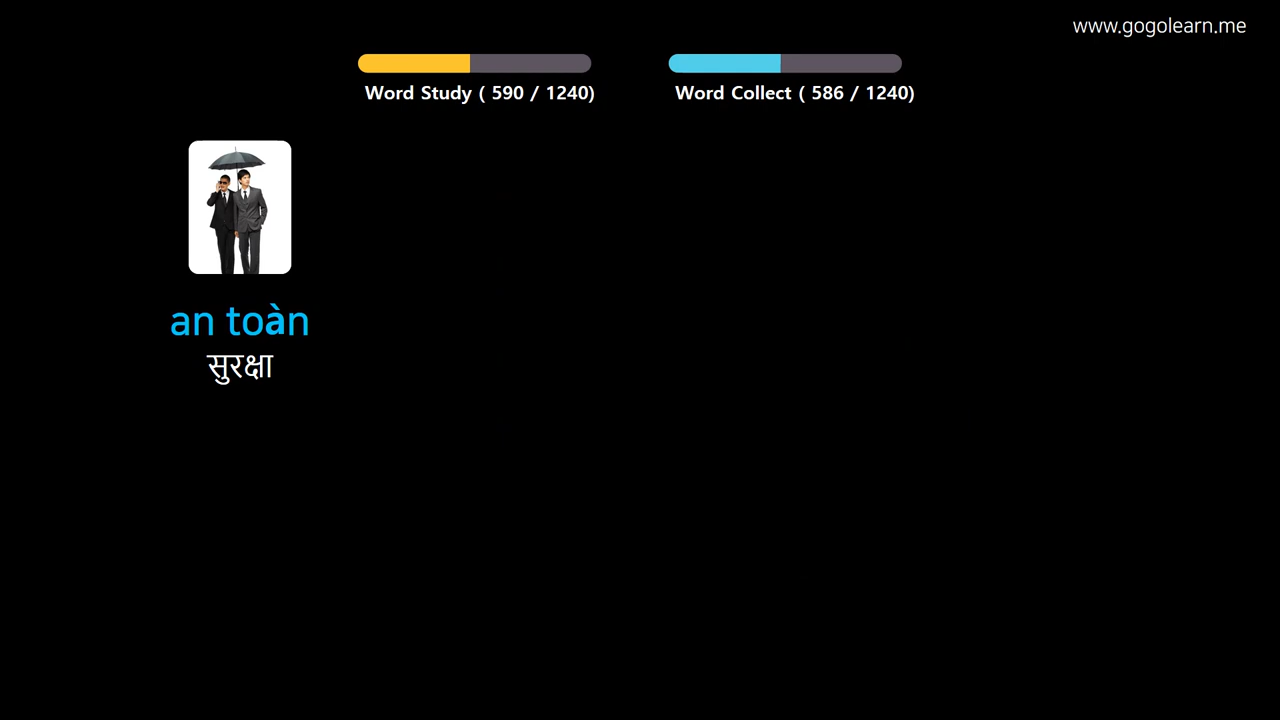 www.gogolearn.me
Word Study ( 590 / 1240)
Word Collect ( 586 / 1240)
an toàn
सुरक्षा